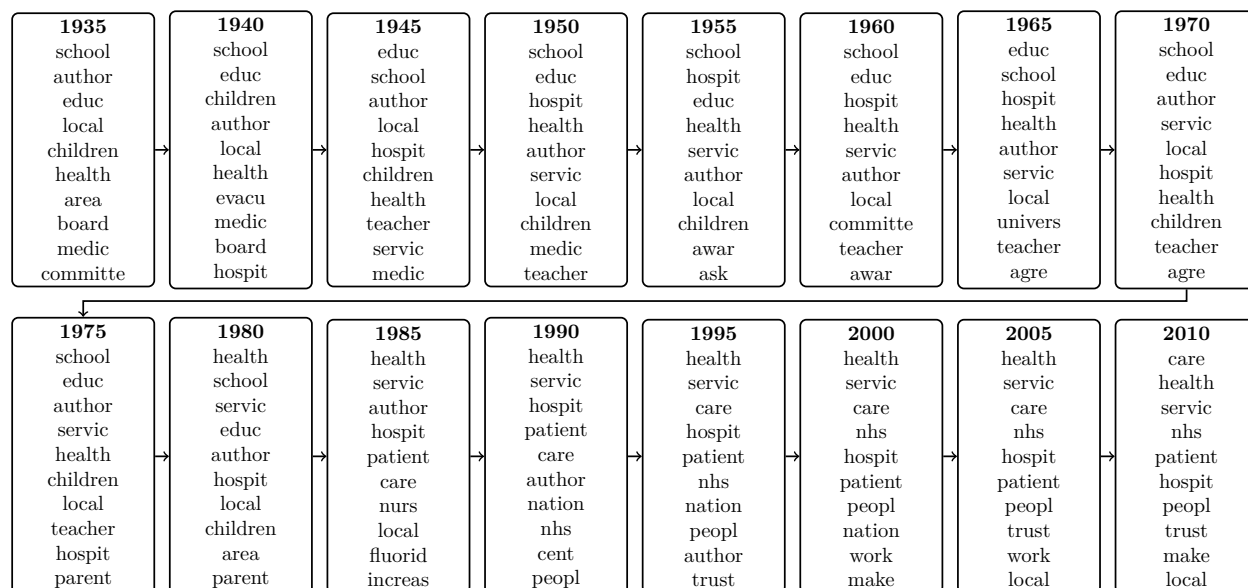 1935
school
author
educ
local
children
health
area
board
medic
committe
1940
school
educ
children
author
local
health
evacu
medic
board
hospit
1945
educ
school
author
local
hospit
children
health
teacher
servic
medic
1950
school
educ
hospit
health
author
servic
local
children
medic
teacher
1955
school
hospit
educ
health
servic
author
local
children
awar
ask
1960
school
educ
hospit
health
servic
author
local
committe
teacher
awar
1965
educ
school
hospit
health
author
servic
local
univers
teacher
agre
1970
school
educ
author
servic
local
hospit
health
children
teacher
agre
1975
school
educ
author
servic
health
children
local
teacher
hospit
parent
1980
health
school
servic
educ
author
hospit
local
children
area
parent
1985
health
servic
author
hospit
patient
care
nurs
local
fluorid
increas
1990
health
servic
hospit
patient
care
author
nation
nhs
cent
peopl
1995
health
servic
care
hospit
patient
nhs
nation
peopl
author
trust
2000
health
servic
care
nhs
hospit
patient
peopl
nation
work
make
2005
health
servic
care
nhs
hospit
patient
peopl
trust
work
local
2010
care
health
servic
nhs
patient
hospit
peopl
trust
make
local